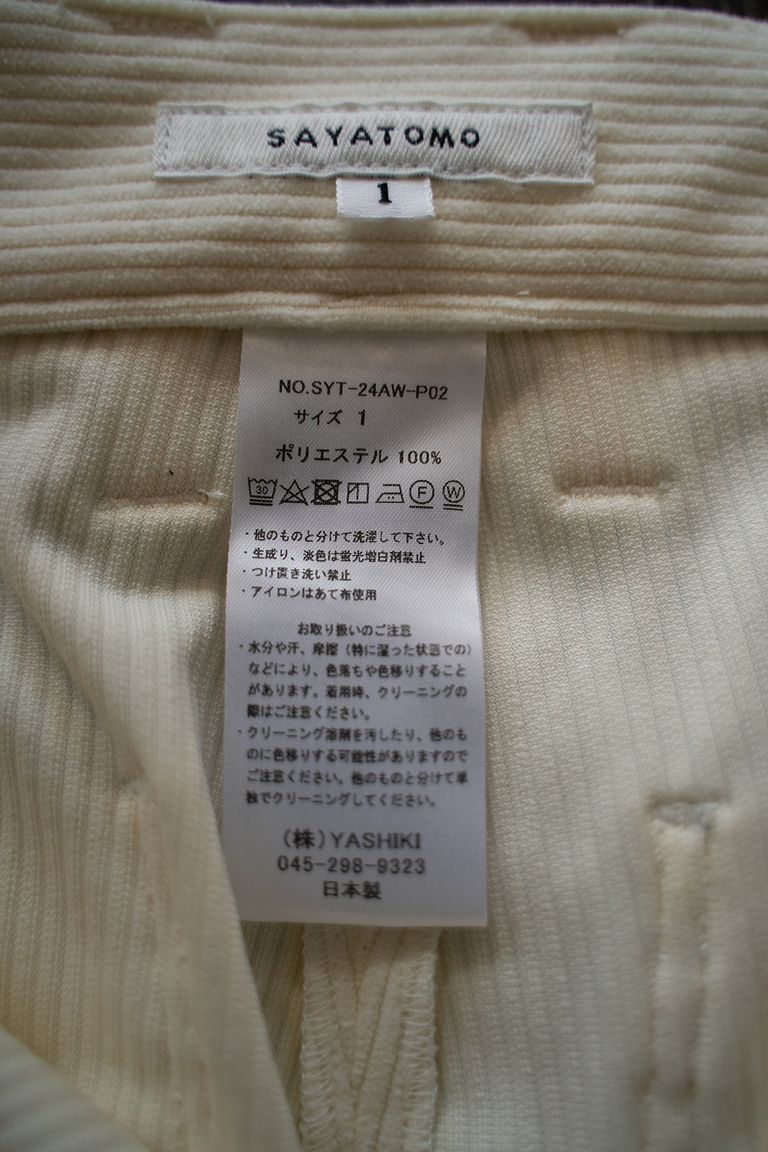 SAYATOMO
1
NO.SYT-24AW-P02
サイズ 1
ポリエステル 100%
30 F W
・他のものと分けて洗濯して下さい。
・生成り、淡色は蛍光増白剤禁止
・つけ置き洗い禁止
・アイロンはあて布使用
お取り扱いのご注意
・水分や汗、摩擦（特に湿った状態での）
などにより、色落ちや色移りすること
があります。着用時、クリーニングの
際はご注意ください。
・クリーニング溶剤を汚したり、他のも
のに色移りする可能性がありますので
ご注意ください。他のものと分けて単
独でクリーニングしてください。
（株）YASHIKI
045-298-9323
日本製